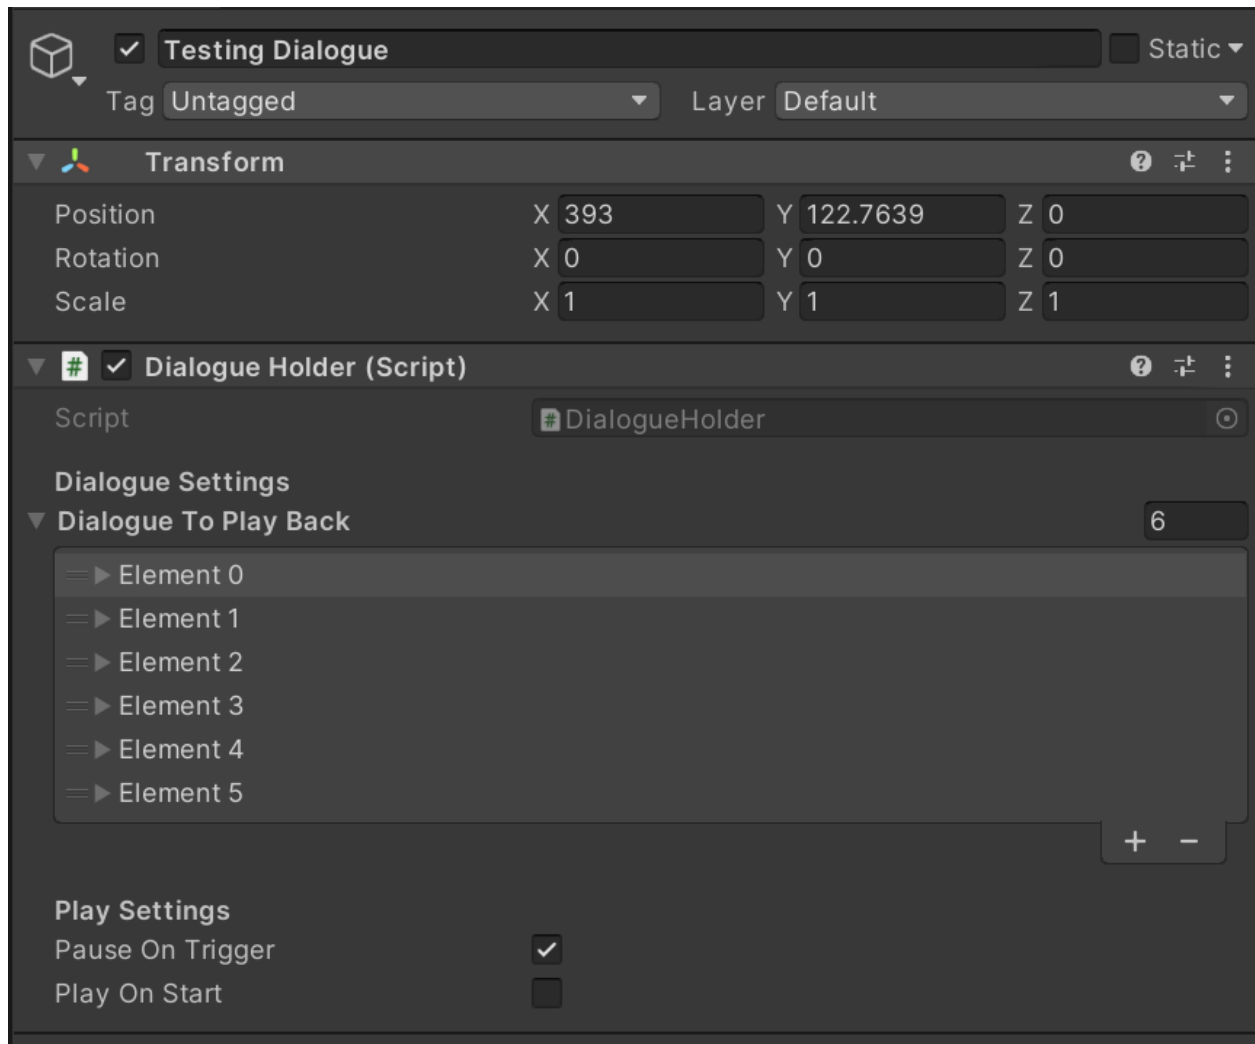 Testing Dialogue Static
Tag Untagged Layer Default
Transform
Position X 393 Y 122.7639 Z 0
Rotation X 0 Y 0 Z 0
Scale X 1 Y 1 Z 1
# Dialogue Holder (Script)
Script # DialogueHolder
Dialogue Settings
Dialogue To Play Back 6
Element 0
Element 1
Element 2
Element 3
Element 4
Element 5
+ −
Play Settings
Pause On Trigger
Play On Start